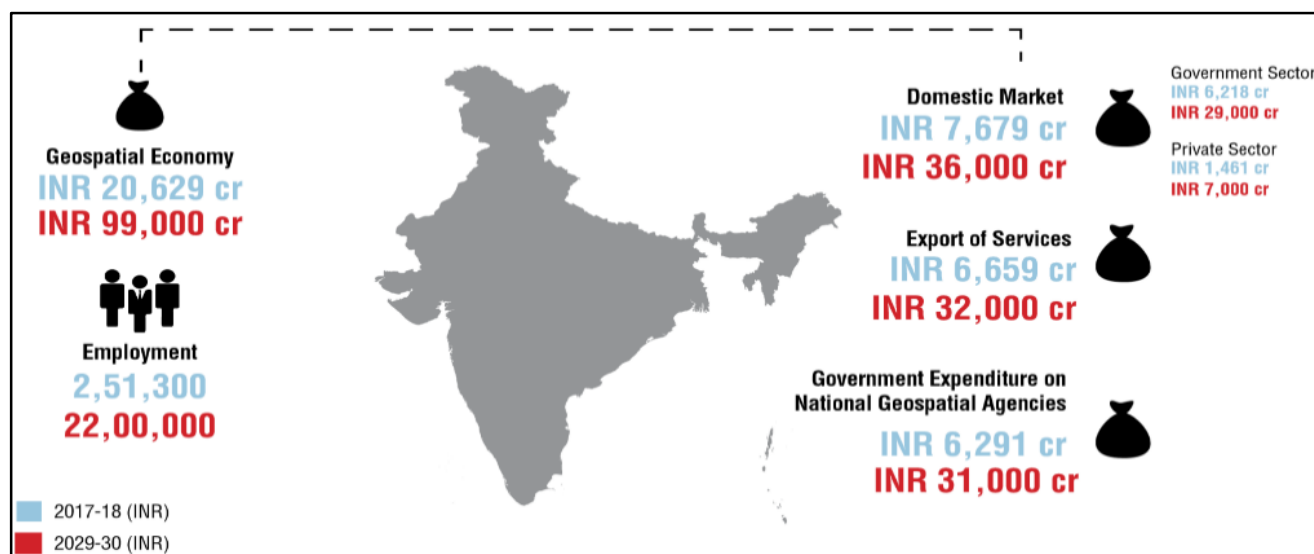 Geospatial Economy
INR 20,629 cr
INR 99,000 cr
Employment
2,51,300
22,00,000
Domestic Market
INR 7,679 cr
INR 36,000 cr
Government Sector
INR 6,218 cr
INR 29,000 cr
Private Sector
INR 1,461 cr
INR 7,000 cr
Export of Services
INR 6,659 cr
INR 32,000 cr
Government Expenditure on
National Geospatial Agencies
INR 6,291 cr
INR 31,000 cr
2017-18 (INR)
2029-30 (INR)